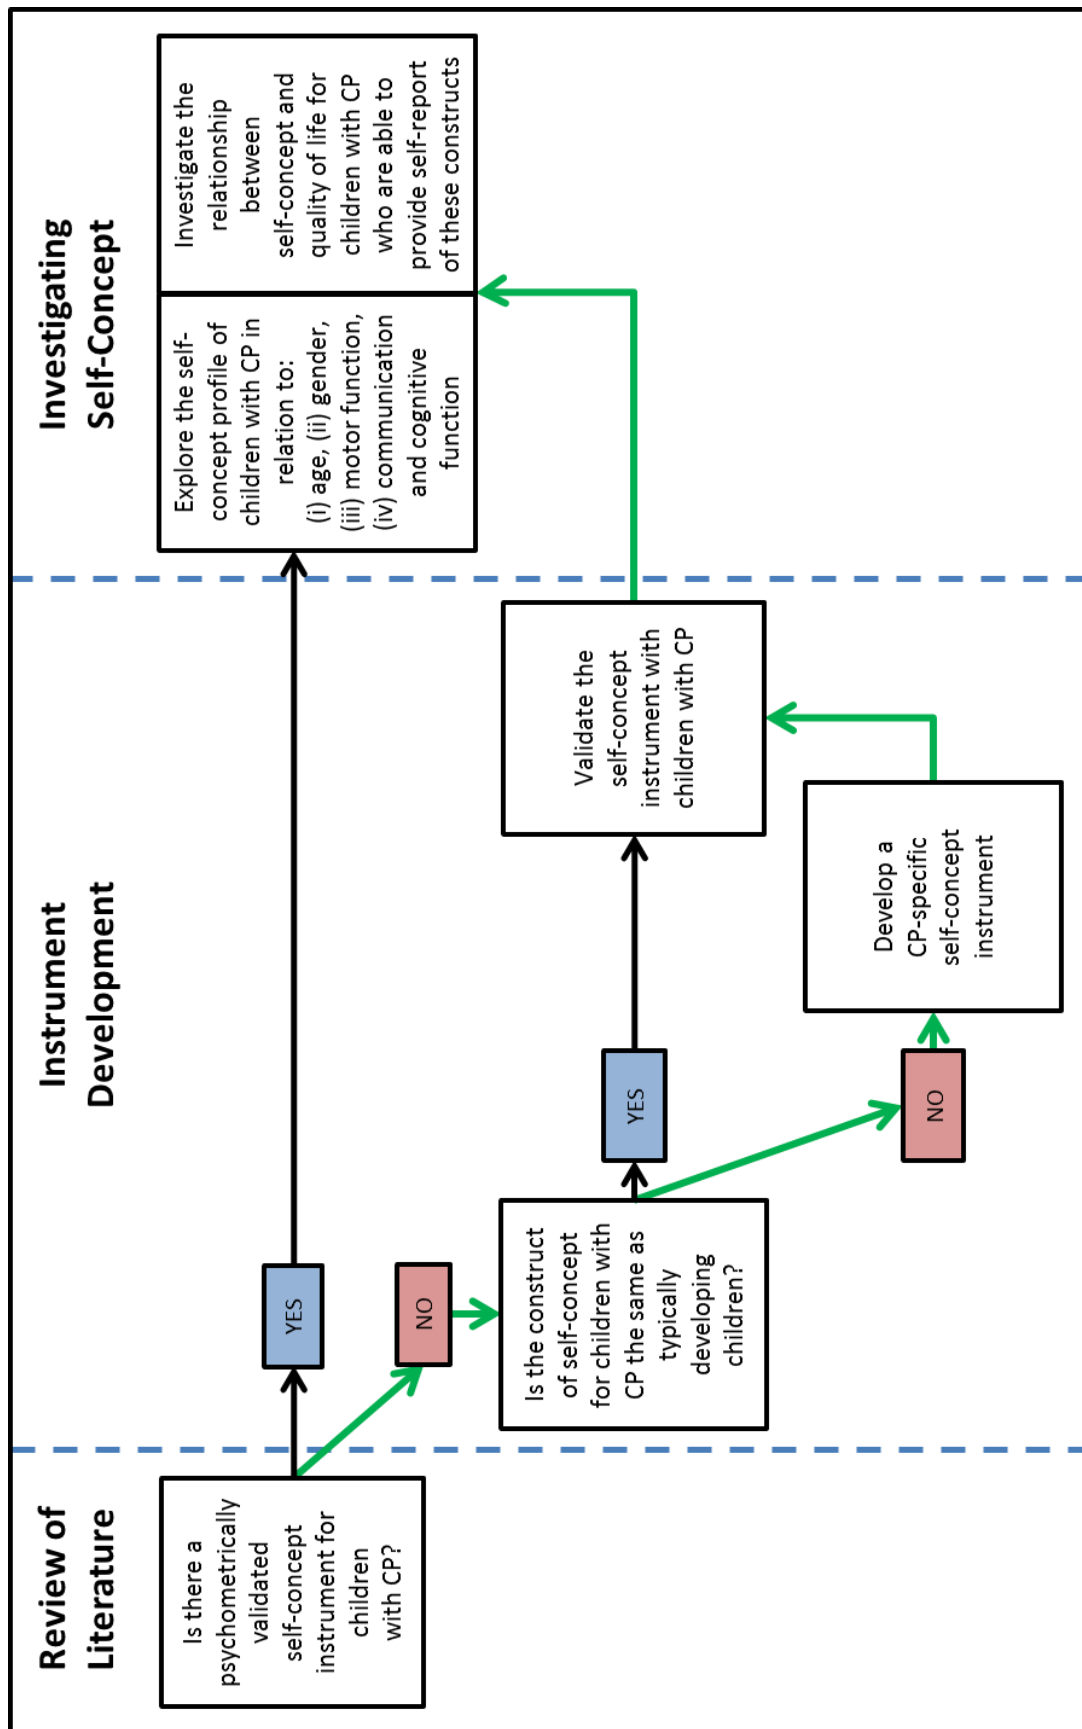 Review of
Literature
Instrument
Development
Investigating
Self-Concept
Is there a
psychometrically
validated
self-concept
instrument for
children
with CP?
YES
NO
Is the construct
of self-concept
for children with
CP the same as
typically
developing
children?
YES
NO
Develop a
CP-specific
self-concept
instrument
Validate the
self-concept
instrument with
children with CP
Explore the self-
concept profile of
children with CP in
relation to:
(i) age, (ii) gender,
(iii) motor function,
(iv) communication
and cognitive
function
Investigate the
relationship
between
self-concept and
quality of life for
children with CP
who are able to
provide self-report
of these constructs